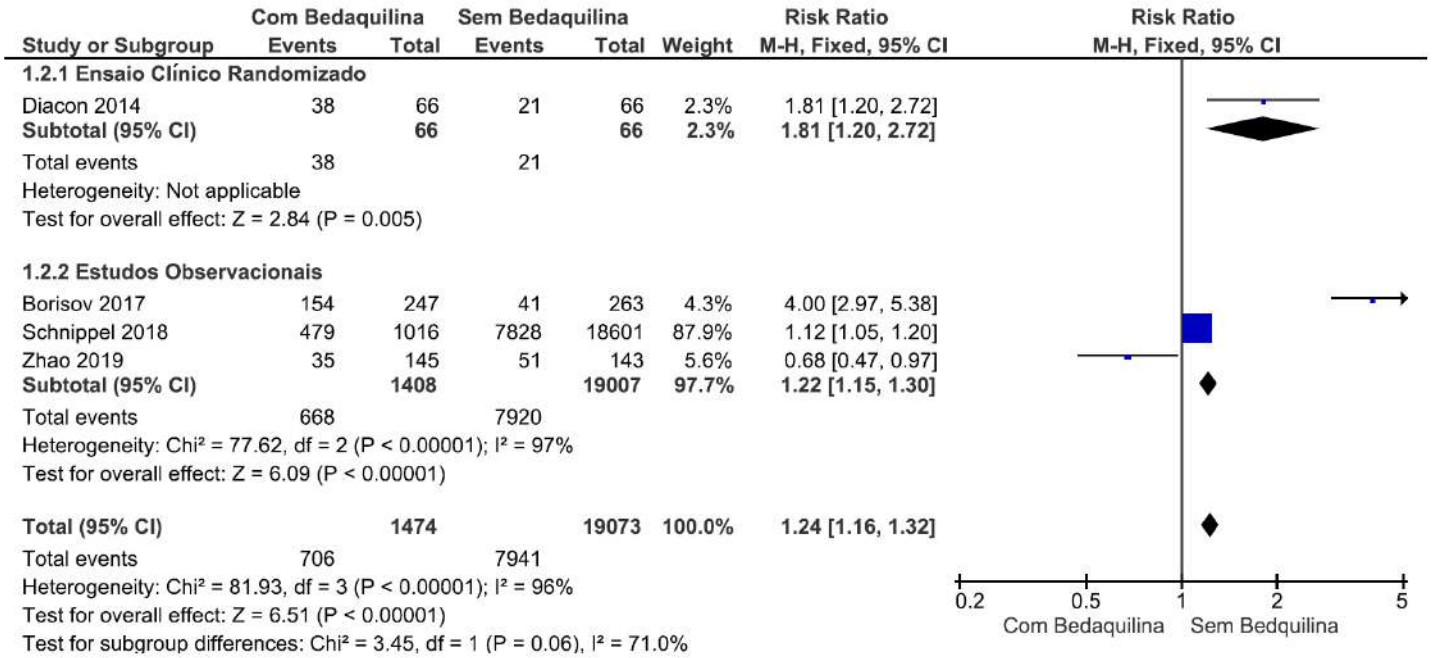 Com Bedaquilina Sem Bedaquilina Risk Ratio Risk Ratio
Study or Subgroup Events Total Events Total Weight M-H, Fixed, 95% CI M-H, Fixed, 95% CI
1.2.1 Ensaio Clínico Randomizado
Diacon 2014 38 66 21 66 2.3% 1.81 [1.20, 2.72]
Subtotal (95% CI) 66 66 2.3% 1.81 [1.20, 2.72]
Total events 38 21
Heterogeneity: Not applicable
Test for overall effect: Z = 2.84 (P = 0.005)
1.2.2 Estudos Observacionais
Borisov 2017 154 247 41 263 4.3% 4.00 [2.97, 5.38]
Schnippel 2018 479 1016 7828 18601 87.9% 1.12 [1.05, 1.20]
Zhao 2019 35 145 51 143 5.6% 0.68 [0.47, 0.97]
Subtotal (95% CI) 1408 19007 97.7% 1.22 [1.15, 1.30]
Total events 668 7920
Heterogeneity: Chi² = 77.62, df = 2 (P < 0.00001); I² = 97%
Test for overall effect: Z = 6.09 (P < 0.00001)
Total (95% CI) 1474 19073 100.0% 1.24 [1.16, 1.32]
Total events 706 7941
Heterogeneity: Chi² = 81.93, df = 3 (P < 0.00001); I² = 96%
Test for overall effect: Z = 6.51 (P < 0.00001)
Test for subgroup differences: Chi² = 3.45, df = 1 (P = 0.06), I² = 71.0%
0.2 0.5 1 2 5
Com Bedaquilina Sem Bedquilina